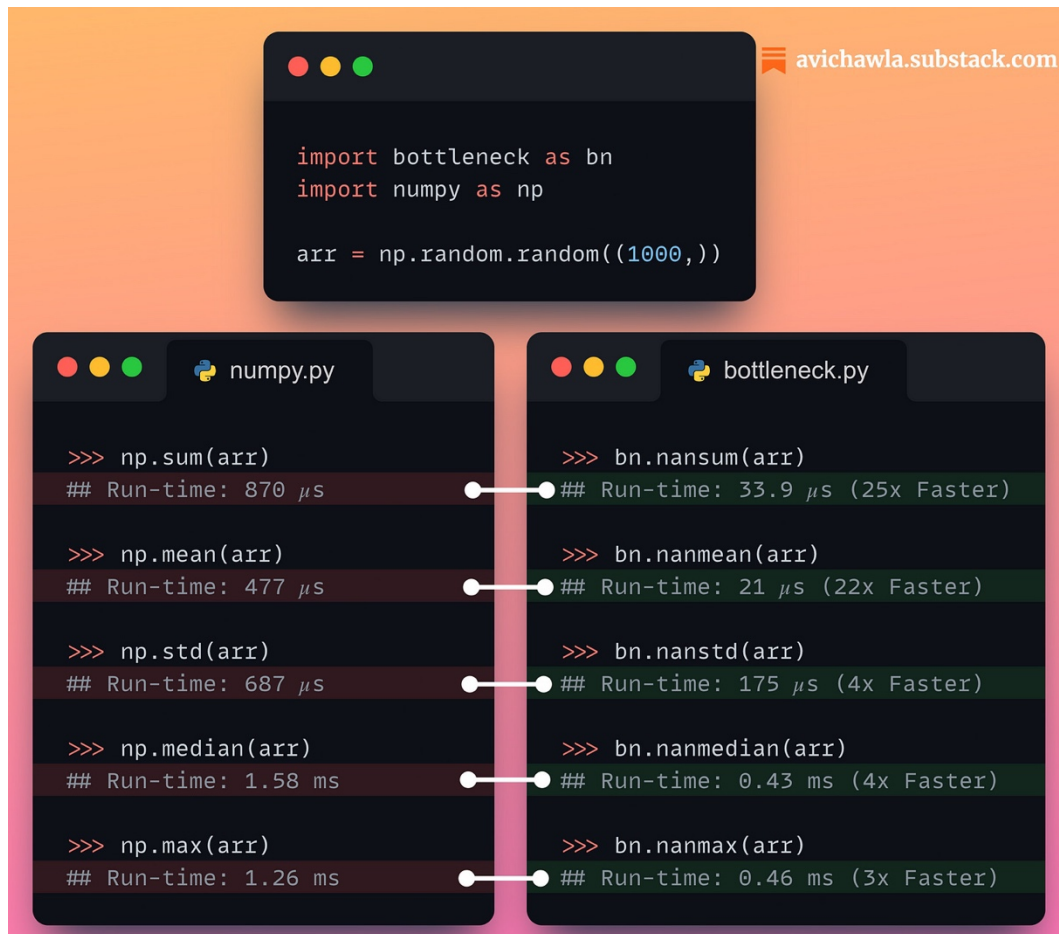 avichawla.substack.com
import bottleneck as bn
import numpy as np
arr = np.random.random((1000,))
numpy.py
>>> np.sum(arr)
## Run-time: 870 μs
>>> np.mean(arr)
## Run-time: 477 μs
>>> np.std(arr)
## Run-time: 687 μs
>>> np.median(arr)
## Run-time: 1.58 ms
>>> np.max(arr)
## Run-time: 1.26 ms
bottleneck.py
>>> bn.nansum(arr)
## Run-time: 33.9 μs (25x Faster)
>>> bn.nanmean(arr)
## Run-time: 21 μs (22x Faster)
>>> bn.nanstd(arr)
## Run-time: 175 μs (4x Faster)
>>> bn.nanmedian(arr)
## Run-time: 0.43 ms (4x Faster)
>>> bn.nanmax(arr)
## Run-time: 0.46 ms (3x Faster)